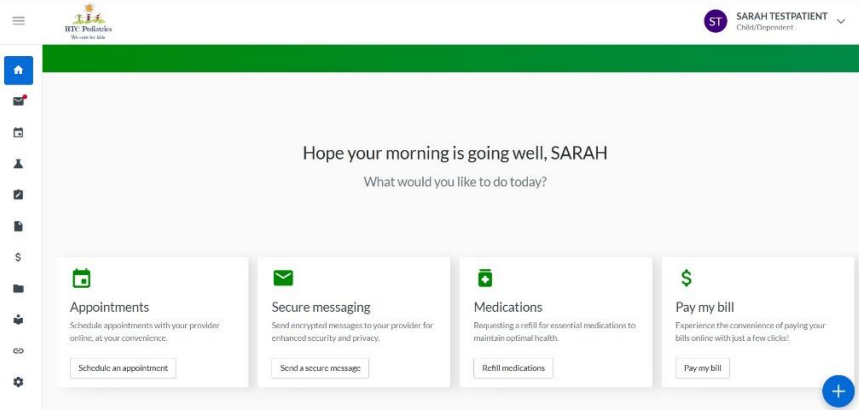 RTC Pediatrics
We care for kids
ST
SARAH TESTPATIENT
Child/Dependent
Hope your morning is going well, SARAH
What would you like to do today?
Appointments
Schedule appointments with your provider
online, at your convenience.
Schedule an appointment
Secure messaging
Send encrypted messages to your provider for
enhanced security and privacy.
Send a secure message
Medications
Requesting a refill for essential medications to
maintain optimal health.
Refill medications
Pay my bill
Experience the convenience of paying your
bills online with just a few clicks!
Pay my bill